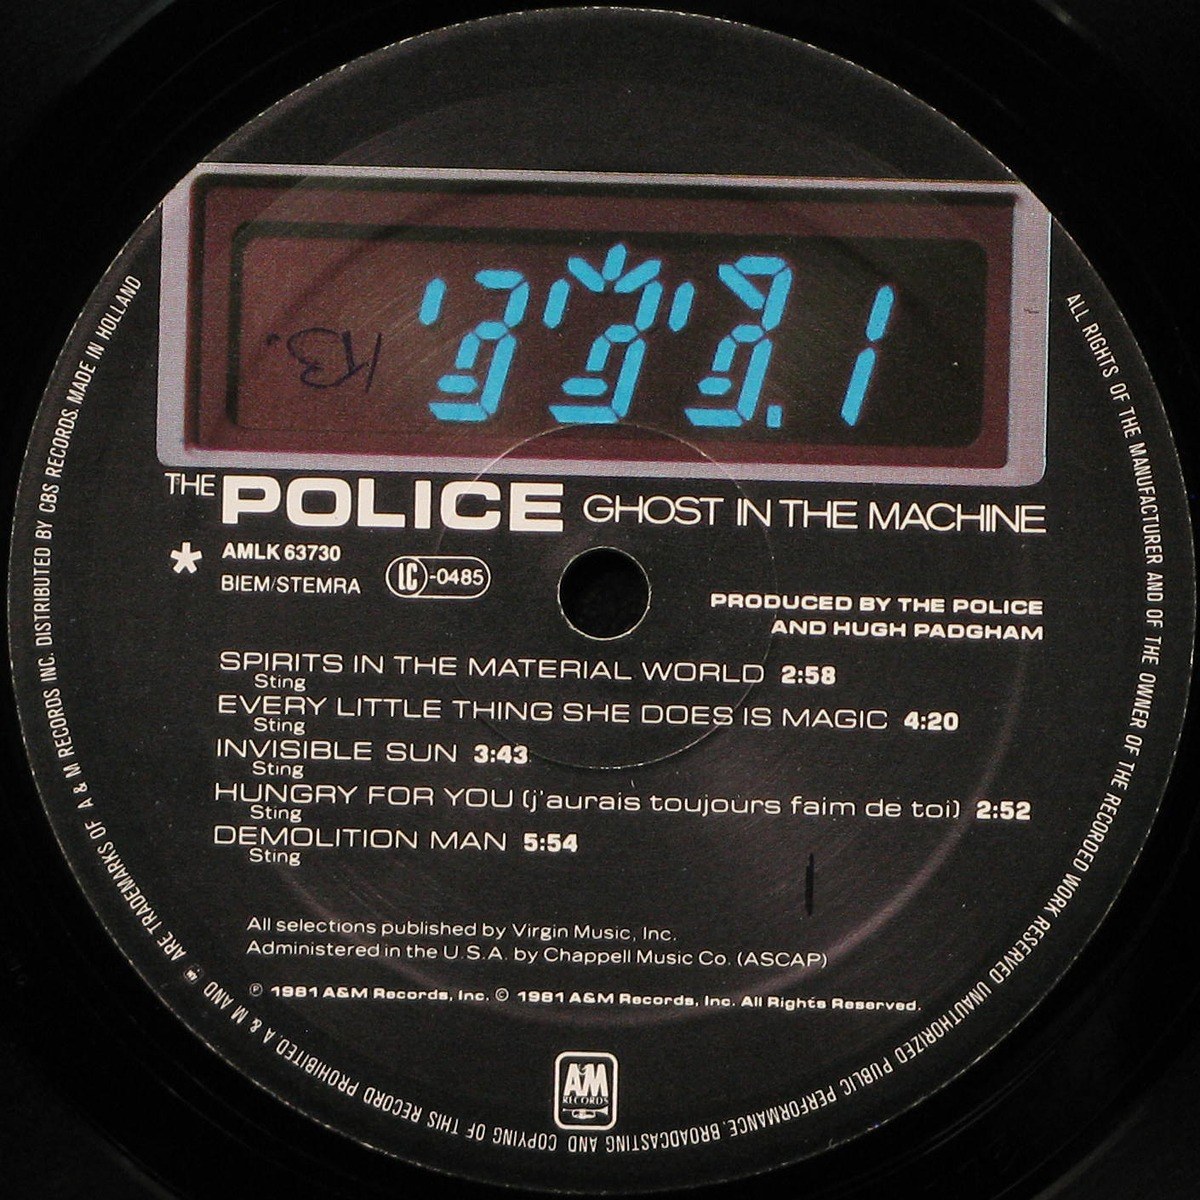 1
KB.
THE POLICE GHOST IN THE MACHINE
* AMLK 63730
BIEM/STEMRA LC-0485
PRODUCED BY THE POLICE
AND HUGH PADGHAM
SPIRITS IN THE MATERIAL WORLD 2:58
Sting
EVERY LITTLE THING SHE DOES IS MAGIC 4:20
Sting
INVISIBLE SUN 3:43
Sting
HUNGRY FOR YOU (j'aurais toujours faim de toi) 2:52
Sting
DEMOLITION MAN 5:54
Sting
All selections published by Virgin Music, Inc.
Administered in the U.S.A. by Chappell Music Co. (ASCAP)
℗ 1981 A&M Records, Inc. © 1981 A&M Records, Inc. All Rights Reserved.
A&M
RECORDS
ALL RIGHTS OF THE MANUFACTURER AND OF THE OWNER OF THE RECORDED WORK RESERVED UNAUTHORIZED PUBLIC PERFORMANCE, BROADCASTING AND COPYING OF THIS RECORD PROHIBITED. A & M AND ARE TRADEMARKS OF A & M RECORDS INC. DISTRIBUTED BY CBS RECORDS. MADE IN HOLLAND